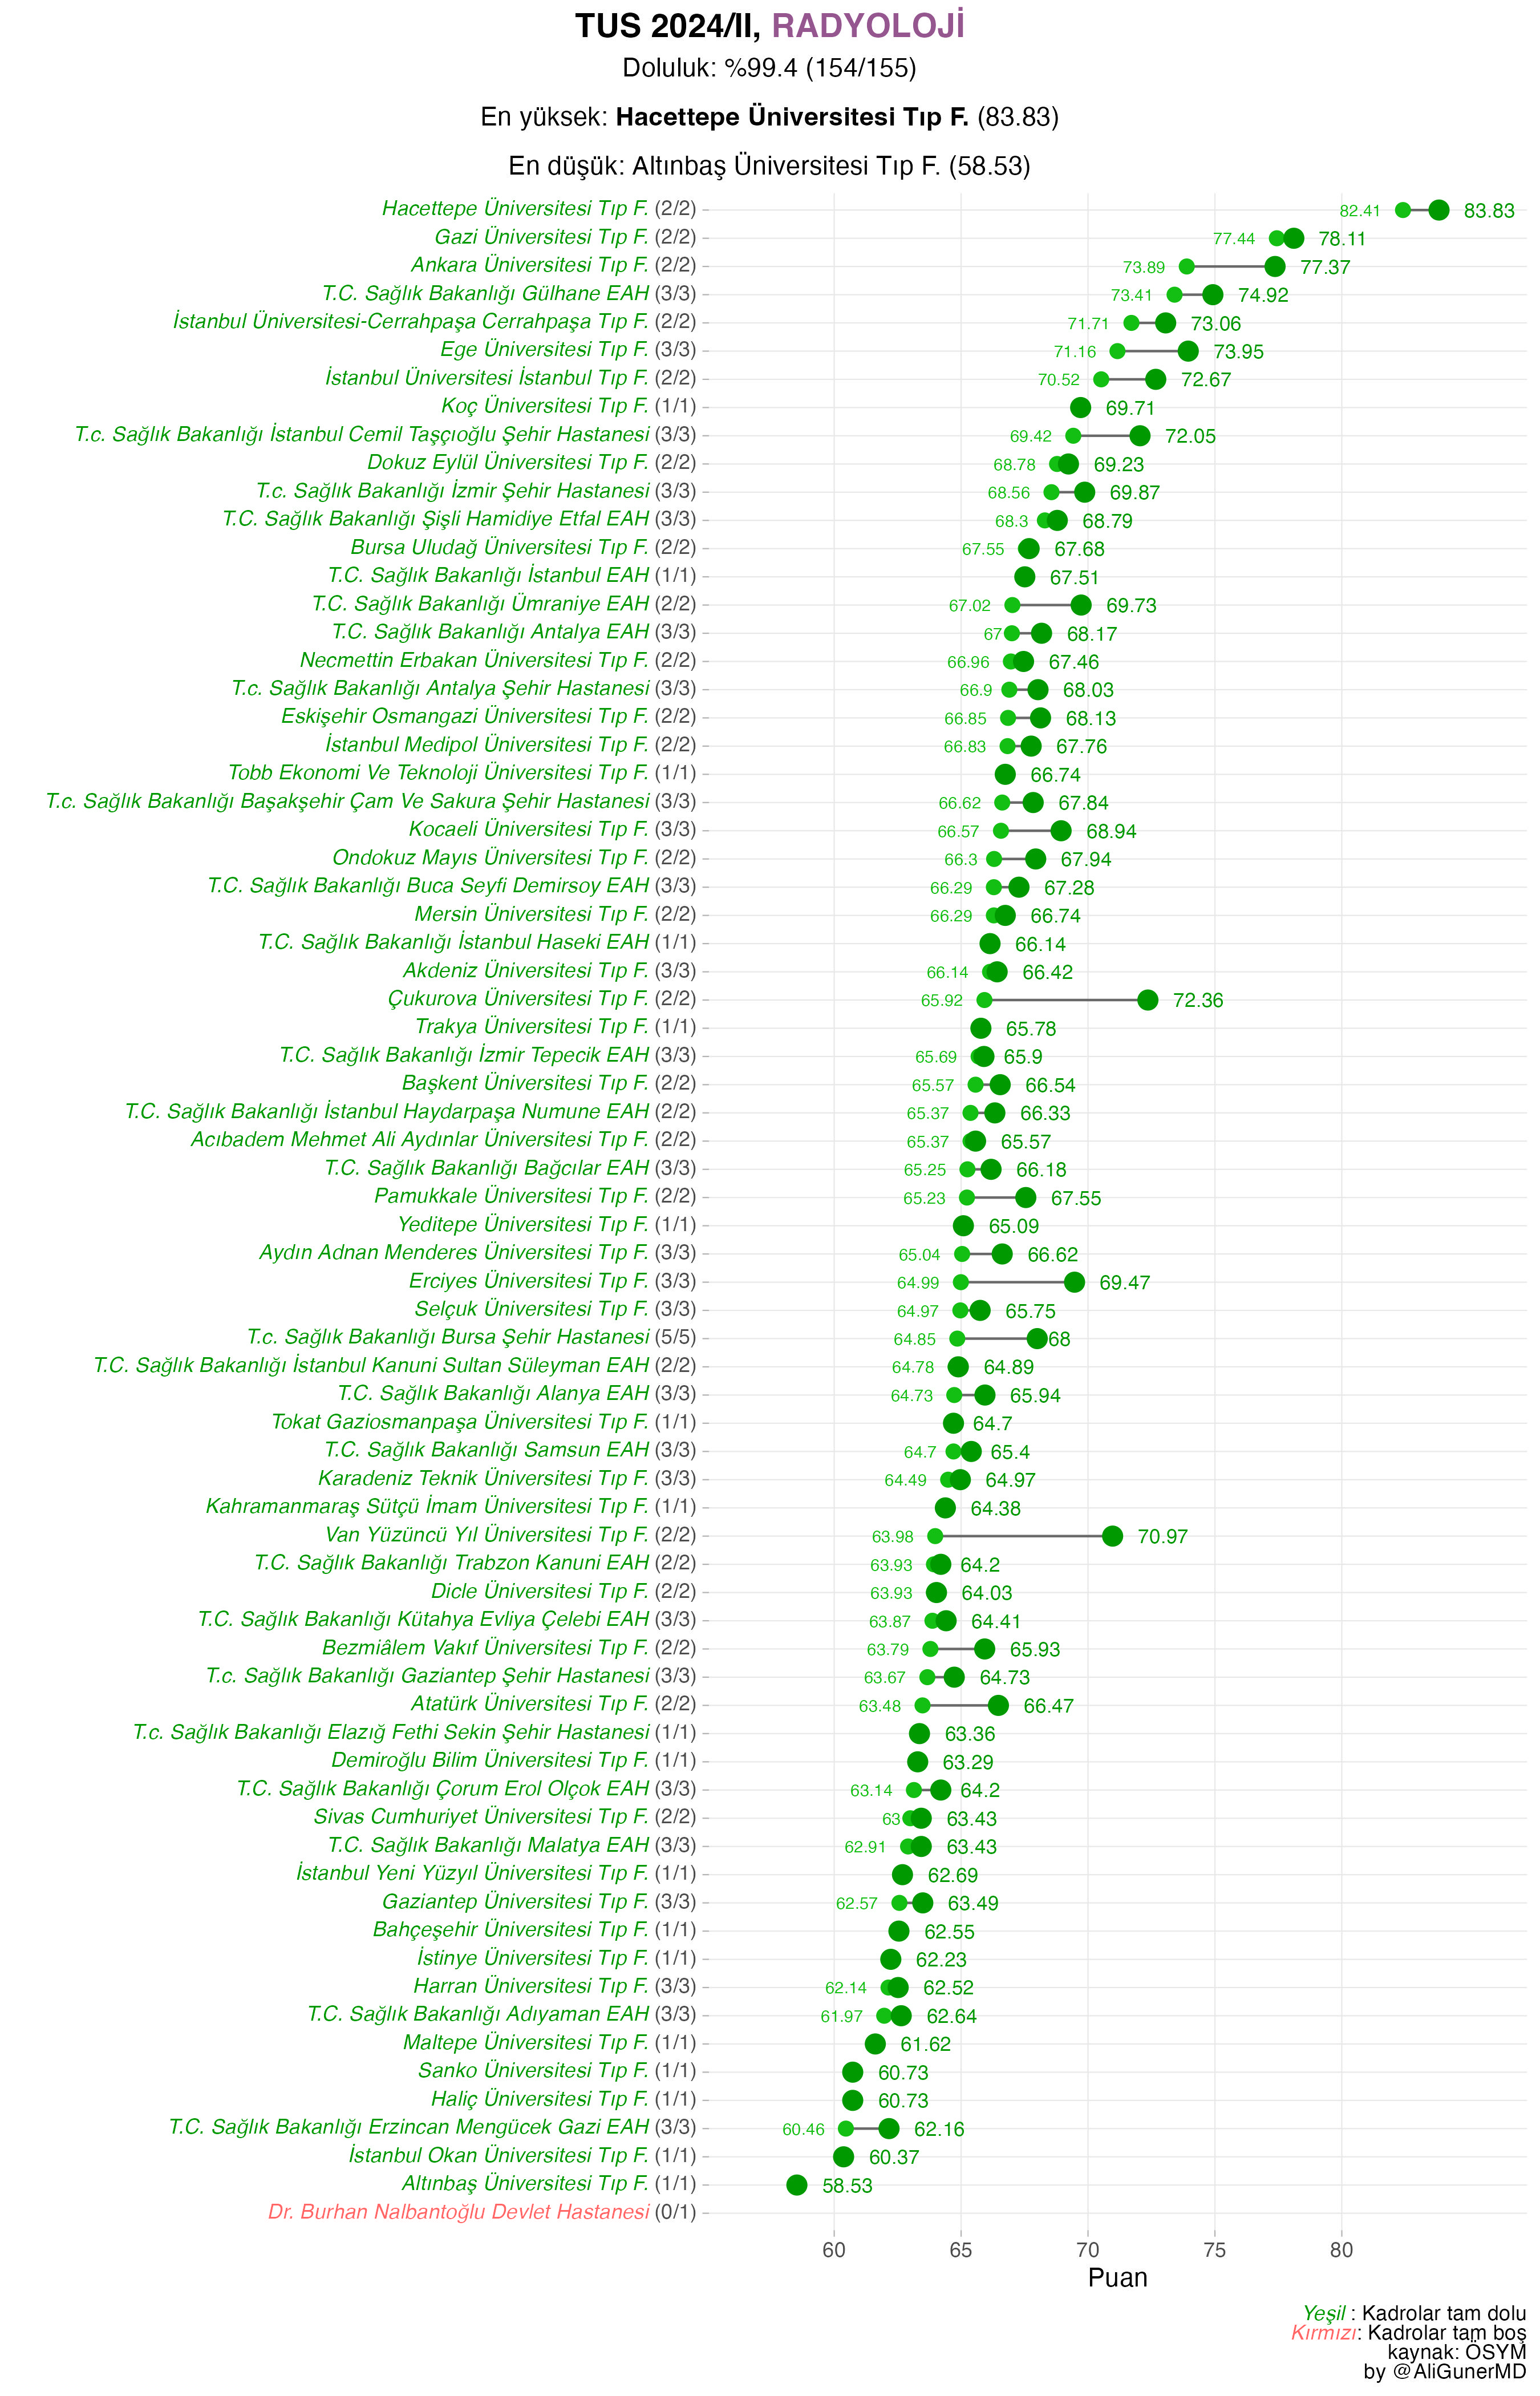 TUS 2024/II, RADYOLOJİ
Doluluk: %99.4 (154/155)
En yüksek: Hacettepe Üniversitesi Tıp F. (83.83)
En düşük: Altınbaş Üniversitesi Tıp F. (58.53)
Hacettepe Üniversitesi Tıp F. (2/2) 82.41 83.83
Gazi Üniversitesi Tıp F. (2/2) 77.44 78.11
Ankara Üniversitesi Tıp F. (2/2) 73.89 77.37
T.C. Sağlık Bakanlığı Gülhane EAH (3/3) 73.41 74.92
İstanbul Üniversitesi-Cerrahpaşa Cerrahpaşa Tıp F. (2/2) 71.71 73.06
Ege Üniversitesi Tıp F. (3/3) 71.16 73.95
İstanbul Üniversitesi İstanbul Tıp F. (2/2) 70.52 72.67
Koç Üniversitesi Tıp F. (1/1) 69.71
T.c. Sağlık Bakanlığı İstanbul Cemil Taşçıoğlu Şehir Hastanesi (3/3) 69.42 72.05
Dokuz Eylül Üniversitesi Tıp F. (2/2) 68.78 69.23
T.c. Sağlık Bakanlığı İzmir Şehir Hastanesi (3/3) 68.56 69.87
T.C. Sağlık Bakanlığı Şişli Hamidiye Etfal EAH (3/3) 68.3 68.79
Bursa Uludağ Üniversitesi Tıp F. (2/2) 67.55 67.68
T.C. Sağlık Bakanlığı İstanbul EAH (1/1) 67.51
T.C. Sağlık Bakanlığı Ümraniye EAH (2/2) 67.02 69.73
T.C. Sağlık Bakanlığı Antalya EAH (3/3) 67 68.17
Necmettin Erbakan Üniversitesi Tıp F. (2/2) 66.96 67.46
T.c. Sağlık Bakanlığı Antalya Şehir Hastanesi (3/3) 66.9 68.03
Eskişehir Osmangazi Üniversitesi Tıp F. (2/2) 66.85 68.13
İstanbul Medipol Üniversitesi Tıp F. (2/2) 66.83 67.76
Tobb Ekonomi Ve Teknoloji Üniversitesi Tıp F. (1/1) 66.74
T.c. Sağlık Bakanlığı Başakşehir Çam Ve Sakura Şehir Hastanesi (3/3) 66.62 67.84
Kocaeli Üniversitesi Tıp F. (3/3) 66.57 68.94
Ondokuz Mayıs Üniversitesi Tıp F. (2/2) 66.3 67.94
T.C. Sağlık Bakanlığı Buca Seyfi Demirsoy EAH (3/3) 66.29 67.28
Mersin Üniversitesi Tıp F. (2/2) 66.29 66.74
T.C. Sağlık Bakanlığı İstanbul Haseki EAH (1/1) 66.14
Akdeniz Üniversitesi Tıp F. (3/3) 66.14 66.42
Çukurova Üniversitesi Tıp F. (2/2) 65.92 72.36
Trakya Üniversitesi Tıp F. (1/1) 65.78
T.C. Sağlık Bakanlığı İzmir Tepecik EAH (3/3) 65.69 65.9
Başkent Üniversitesi Tıp F. (2/2) 65.57 66.54
T.C. Sağlık Bakanlığı İstanbul Haydarpaşa Numune EAH (2/2) 65.37 66.33
Acıbadem Mehmet Ali Aydınlar Üniversitesi Tıp F. (2/2) 65.37 65.57
T.C. Sağlık Bakanlığı Bağcılar EAH (3/3) 65.25 66.18
Pamukkale Üniversitesi Tıp F. (2/2) 65.23 67.55
Yeditepe Üniversitesi Tıp F. (1/1) 65.09
Aydın Adnan Menderes Üniversitesi Tıp F. (3/3) 65.04 66.62
Erciyes Üniversitesi Tıp F. (3/3) 64.99 69.47
Selçuk Üniversitesi Tıp F. (3/3) 64.97 65.75
T.c. Sağlık Bakanlığı Bursa Şehir Hastanesi (5/5) 64.85 68
T.C. Sağlık Bakanlığı İstanbul Kanuni Sultan Süleyman EAH (2/2) 64.78 64.89
T.C. Sağlık Bakanlığı Alanya EAH (3/3) 64.73 65.94
Tokat Gaziosmanpaşa Üniversitesi Tıp F. (1/1) 64.7
T.C. Sağlık Bakanlığı Samsun EAH (3/3) 64.7 65.4
Karadeniz Teknik Üniversitesi Tıp F. (3/3) 64.49 64.97
Kahramanmaraş Sütçü İmam Üniversitesi Tıp F. (1/1) 64.38
Van Yüzüncü Yıl Üniversitesi Tıp F. (2/2) 63.98 70.97
T.C. Sağlık Bakanlığı Trabzon Kanuni EAH (2/2) 63.93 64.2
Dicle Üniversitesi Tıp F. (2/2) 63.93 64.03
T.C. Sağlık Bakanlığı Kütahya Evliya Çelebi EAH (3/3) 63.87 64.41
Bezmiâlem Vakıf Üniversitesi Tıp F. (2/2) 63.79 65.93
T.c. Sağlık Bakanlığı Gaziantep Şehir Hastanesi (3/3) 63.67 64.73
Atatürk Üniversitesi Tıp F. (2/2) 63.48 66.47
T.c. Sağlık Bakanlığı Elazığ Fethi Sekin Şehir Hastanesi (1/1) 63.36
Demiroğlu Bilim Üniversitesi Tıp F. (1/1) 63.29
T.C. Sağlık Bakanlığı Çorum Erol Olçok EAH (3/3) 63.14 64.2
Sivas Cumhuriyet Üniversitesi Tıp F. (2/2) 63 63.43
T.C. Sağlık Bakanlığı Malatya EAH (3/3) 62.91 63.43
İstanbul Yeni Yüzyıl Üniversitesi Tıp F. (1/1) 62.69
Gaziantep Üniversitesi Tıp F. (3/3) 62.57 63.49
Bahçeşehir Üniversitesi Tıp F. (1/1) 62.55
İstinye Üniversitesi Tıp F. (1/1) 62.23
Harran Üniversitesi Tıp F. (3/3) 62.14 62.52
T.C. Sağlık Bakanlığı Adıyaman EAH (3/3) 61.97 62.64
Maltepe Üniversitesi Tıp F. (1/1) 61.62
Sanko Üniversitesi Tıp F. (1/1) 60.73
Haliç Üniversitesi Tıp F. (1/1) 60.73
T.C. Sağlık Bakanlığı Erzincan Mengücek Gazi EAH (3/3) 60.46 62.16
İstanbul Okan Üniversitesi Tıp F. (1/1) 60.37
Altınbaş Üniversitesi Tıp F. (1/1) 58.53
Dr. Burhan Nalbantoğlu Devlet Hastanesi (0/1)
60 65 70 75 80
Puan
Yeşil : Kadrolar tam dolu
Kırmızı: Kadrolar tam boş
kaynak: ÖSYM
by @AliGunerMD